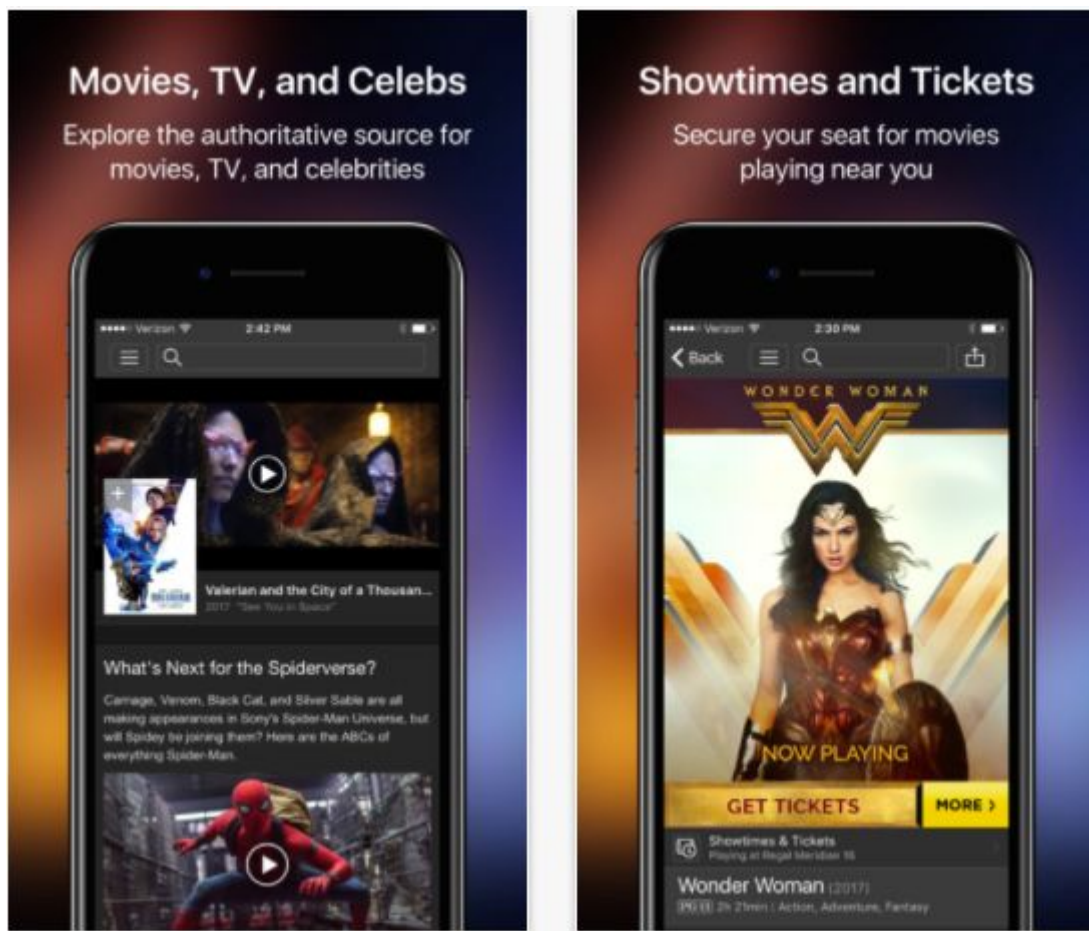 Movies, TV, and Celebs
Explore the authoritative source for
movies, TV, and celebrities
Verizon
2:42 PM
Valerian and the City of a Thousan...
2017 "See You in Space"
What's Next for the Spiderverse?
Carnage, Venom, Black Cat, and Silver Sable are all
making appearances in Sony's Spider-Man Universe, but
will Spidey be joining them? Here are the ABCs of
everything Spider-Man.
Showtimes and Tickets
Secure your seat for movies
playing near you
Verizon
2:30 PM
Back
WONDER WOMAN
NOW PLAYING
GET TICKETS
MORE >
Showtimes & Tickets
Playing at Regal Meridian 16
Wonder Woman (2017)
PG-13 2h 21min | Action, Adventure, Fantasy